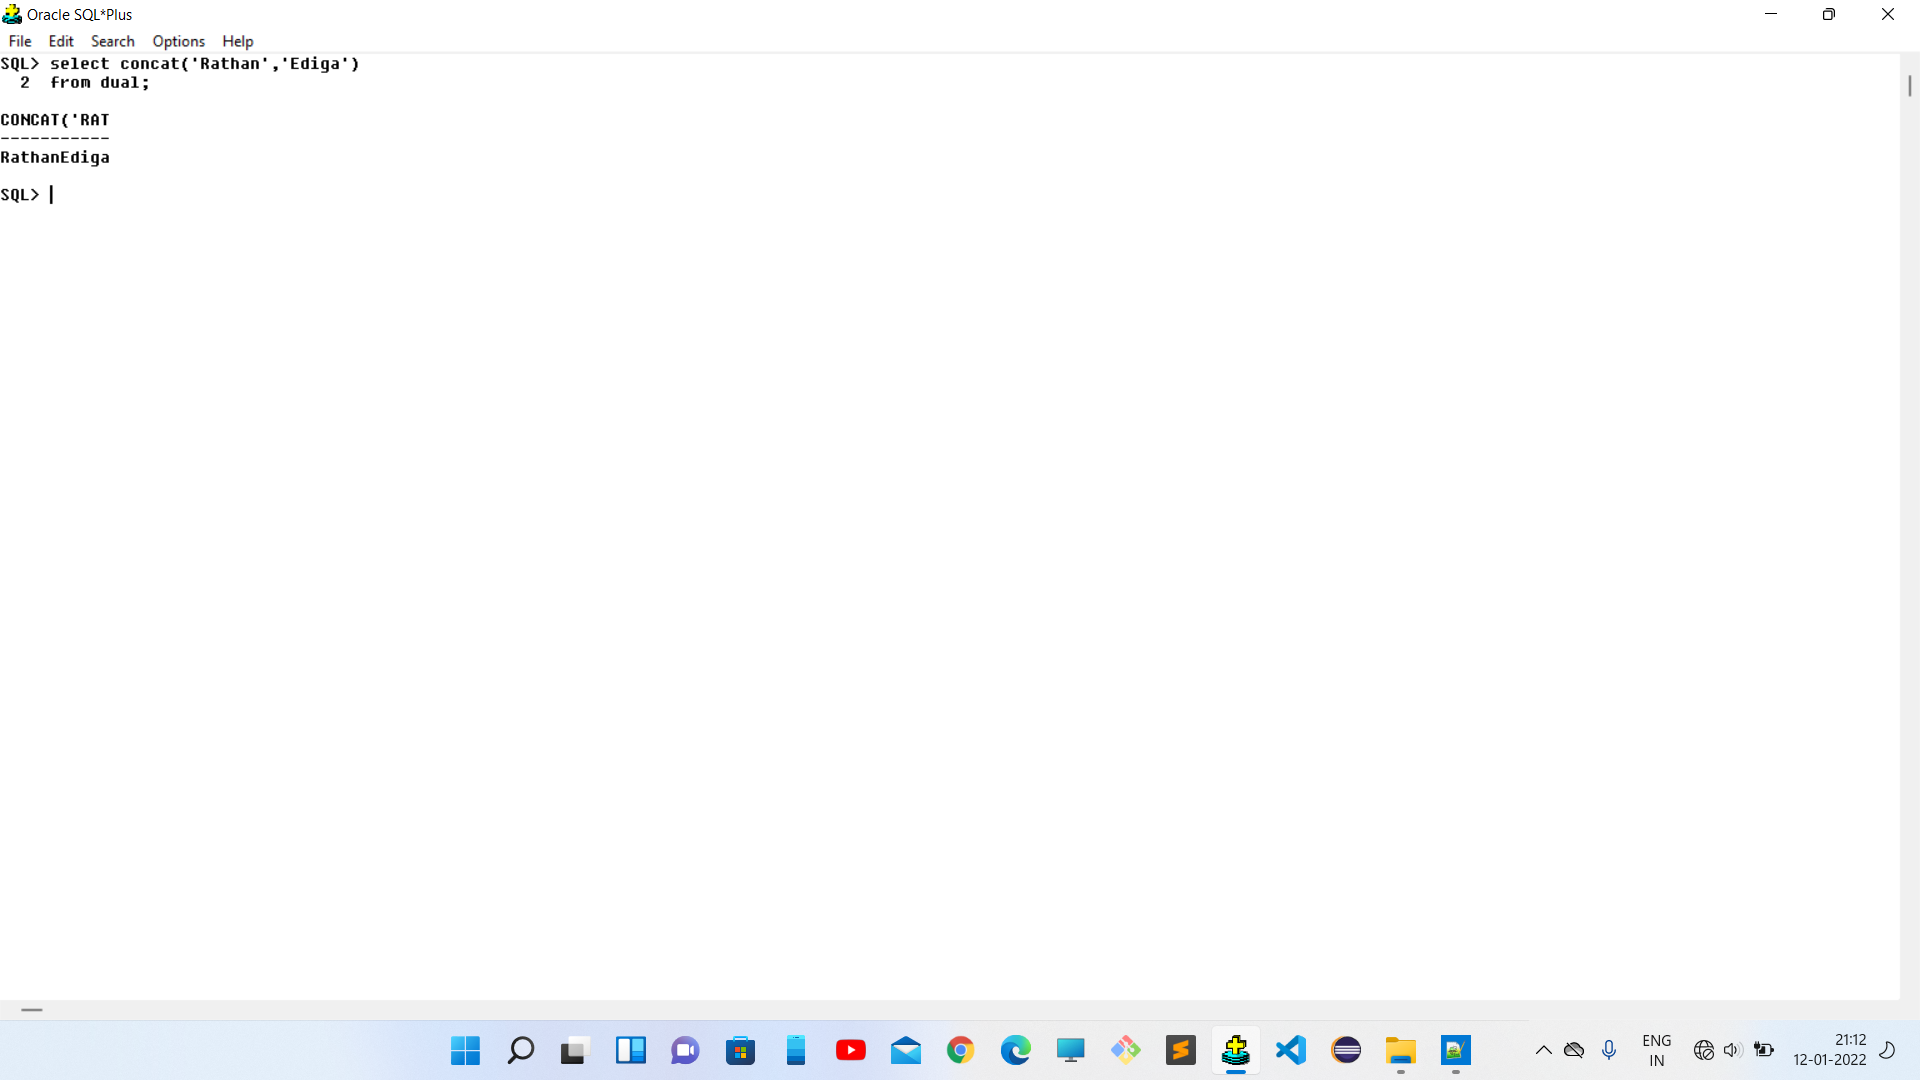 Oracle SQL*Plus
File Edit Search Options Help
SQL> select concat('Rathan','Ediga')
  2  from dual;

CONCAT('RAT
-----------
RathanEdiga

SQL>
ENG
IN
21:12
12-01-2022